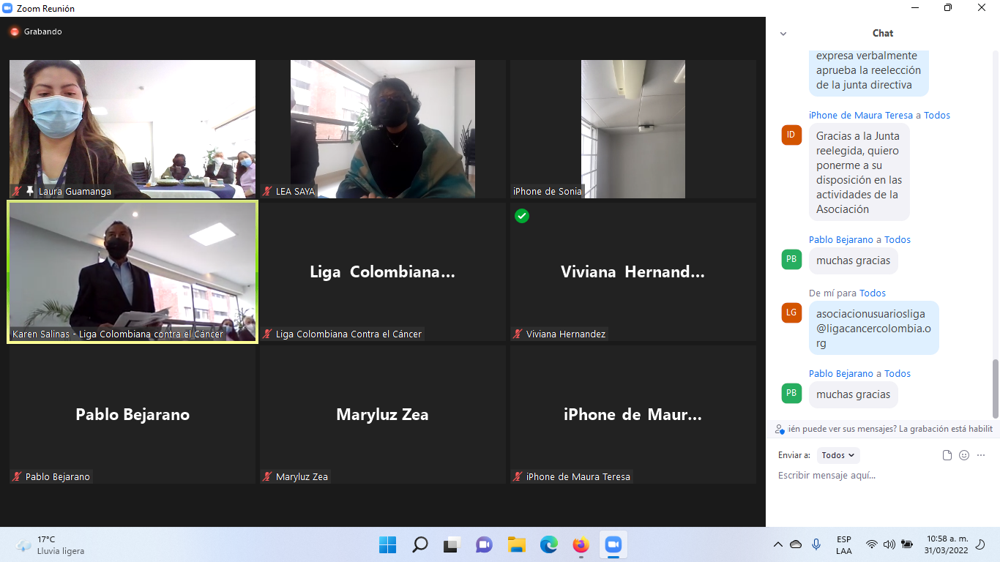 Zoom Reunión
Grabando
Laura Guamanga
LEA SAYA
iPhone de Sonia
Karen Salinas - Liga Colombiana contra el Cáncer
Liga Colombiana...
Liga Colombiana Contra el Cáncer
Viviana Hernand...
Viviana Hernandez
Pablo Bejarano
Pablo Bejarano
Maryluz Zea
Maryluz Zea
iPhone de Maur...
iPhone de Maura Teresa
Chat
expresa verbalmente
aprueba la reelección
de la junta directiva
iPhone de Maura Teresa a Todos
ID
Gracias a la Junta
reelegida, quiero
ponerme a su
disposición en las
actividades de la
Asociación
Pablo Bejarano a Todos
PB
muchas gracias
De mí para Todos
LG
asociacionusuariosliga
@ligacancercolombia.o
rg
Pablo Bejarano a Todos
PB
muchas gracias
ién puede ver sus mensajes? La grabación está habilit
Enviar a: Todos
Escribir mensaje aquí...
17°C
Lluvia ligera
ESP
LAA
10:58 a. m.
31/03/2022